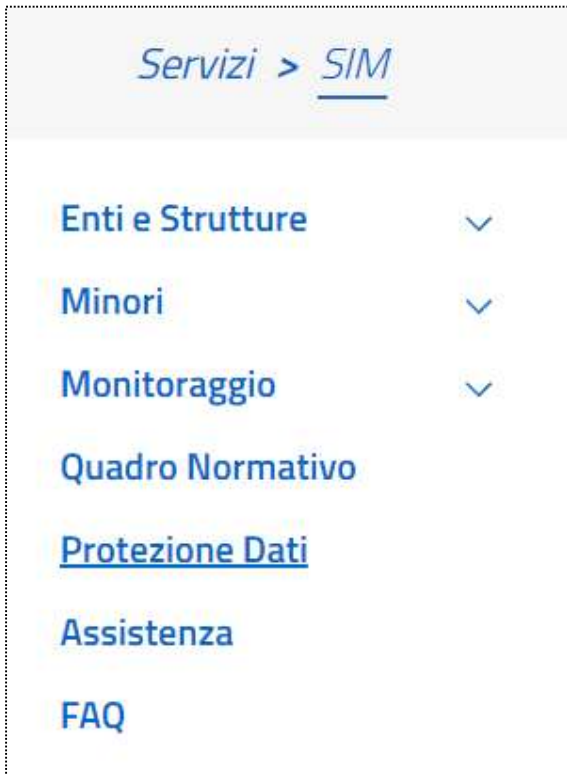 Servizi > SIM
Enti e Strutture
Minori
Monitoraggio
Quadro Normativo
Protezione Dati
Assistenza
FAQ